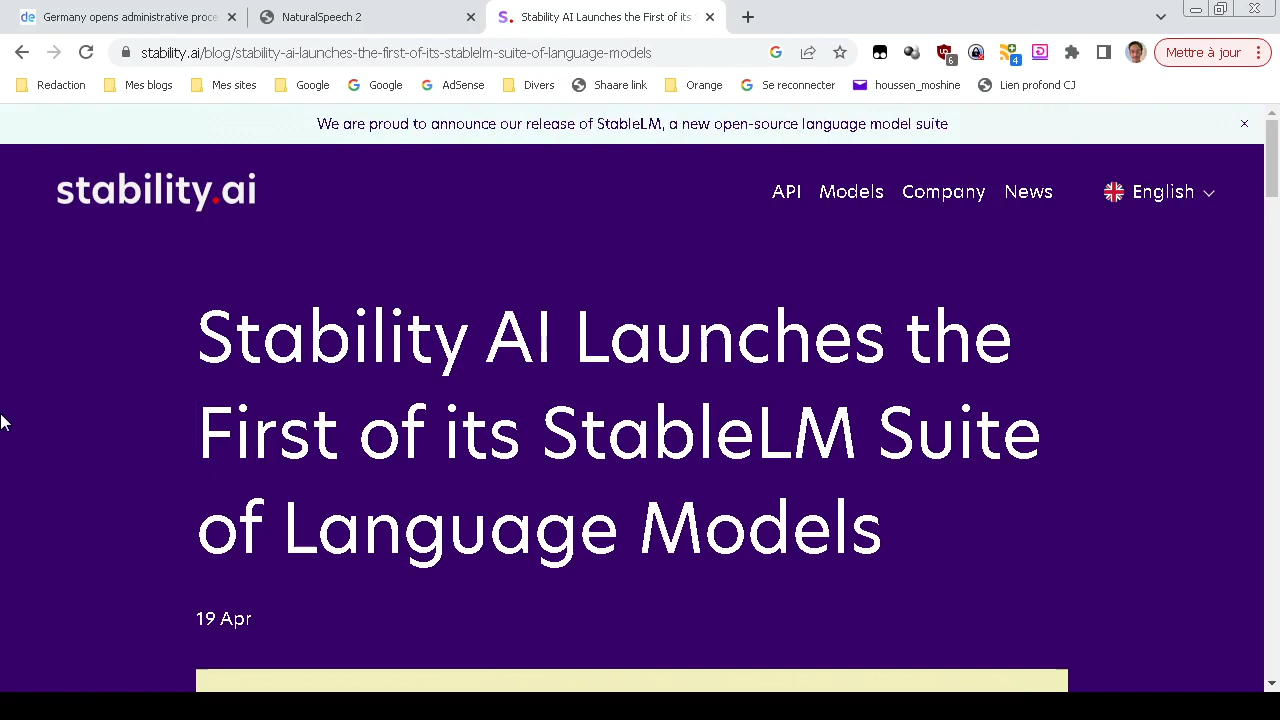 Germany opens administrative proce
NaturalSpeech 2
Stability AI Launches the First of its
stability.ai/blog/stability-ai-launches-the-first-of-its-stablelm-suite-of-language-models
6
4
Mettre à jour
Redaction
Mes blogs
Mes sites
Google
Google
AdSense
Divers
Shaare link
Orange
Se reconnecter
houssen_moshine
Lien profond CJ
We are proud to announce our release of StableLM, a new open-source language model suite
stability.ai
API
Models
Company
News
English
Stability AI Launches the
First of its StableLM Suite
of Language Models
19 Apr